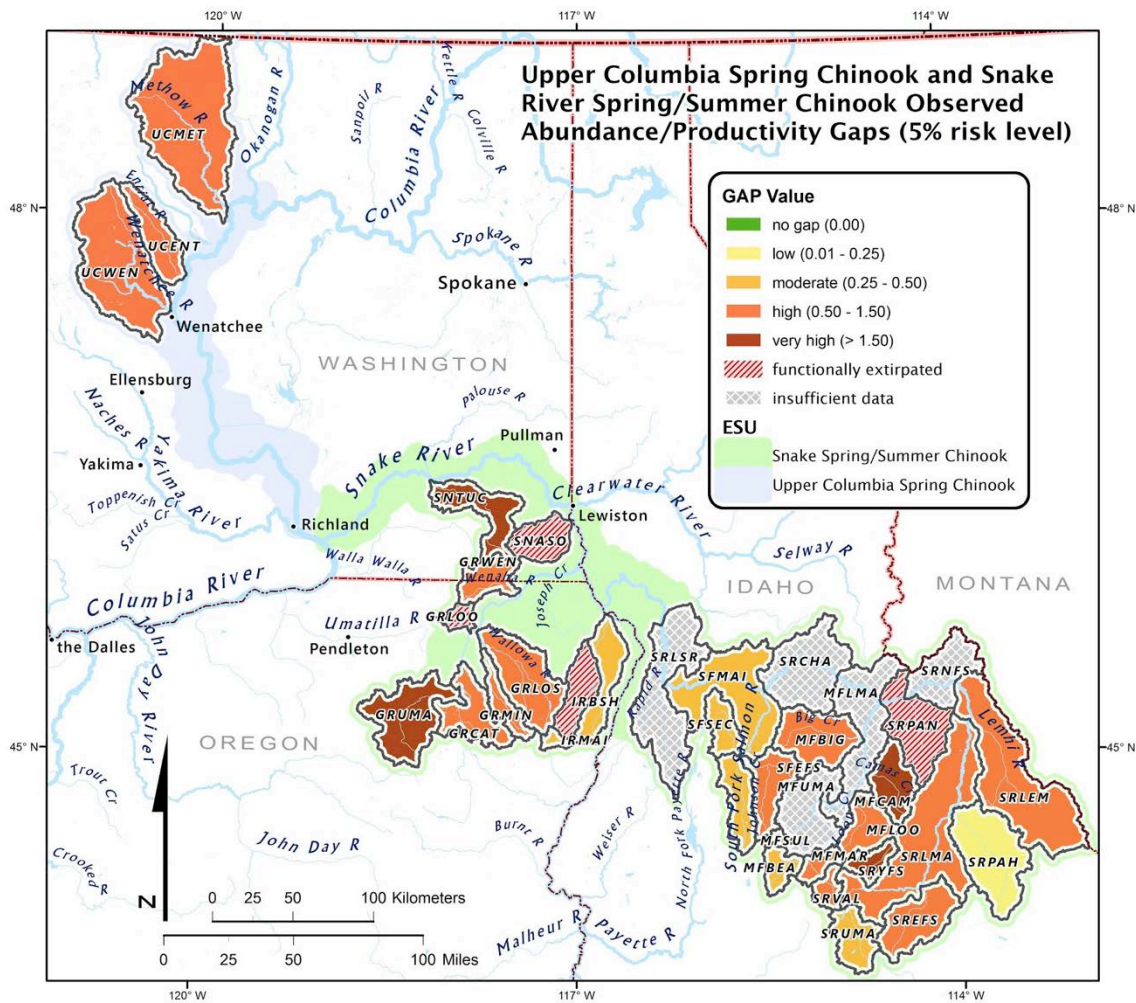 120° W
117° W
114° W
Upper Columbia Spring Chinook and Snake
River Spring/Summer Chinook Observed
Abundance/Productivity Gaps (5% risk level)
GAP Value
no gap (0.00)
low (0.01 - 0.25)
moderate (0.25 - 0.50)
high (0.50 - 1.50)
very high (> 1.50)
functionally extirpated
insufficient data
ESU
Snake Spring/Summer Chinook
Upper Columbia Spring Chinook
Methow R
UCMET
Okanogan R
Sanpoil R
Kettle R
Colville R
Columbia River
48° N
48° N
Entiat R
UCENT
Wenatchee R
UCWEN
Spokane R
Spokane
Wenatchee
WASHINGTON
Ellensburg
Palouse R
Naches R
Pullman
Yakima
Yakima River
Snake River
Toppenish Cr
Satus Cr
SNTUC
Clearwater River
Lewiston
Richland
SNASO
Selway R
Walla Walla R
GRWEN
Wenaha R
Joseph Cr
IDAHO
MONTANA
Columbia River
GRLOO
Umatilla R
the Dalles
John Day River
Pendleton
Wallowa R
GRLOS
IRBSH
SRLSR
Rapid R
SRCHA
SRNFS
SFMAI
MFLMA
GRUMA
GRMIN
GRCAT
IRMAI
SFSEC
Salmon R
Big Cr
MFBIG
SRPAN
Lemhi R
45° N
45° N
OREGON
SFEFS
Camas Cr
MFUMA
MFCAM
SRLEM
Trout Cr
South Fork
Johnson Cr
Loon Cr
MFLOO
North Fork Payette R
Weiser R
Burnt R
MFSUL
MFMAR
SRLMA
SRPAH
John Day R
MFBEA
SRYFS
Crooked R
SRVAL
SREFS
SRUMA
N
0 25 50 100 Kilometers
Malheur R
Payette R
0 25 50 100 Miles
120° W
117° W
114° W